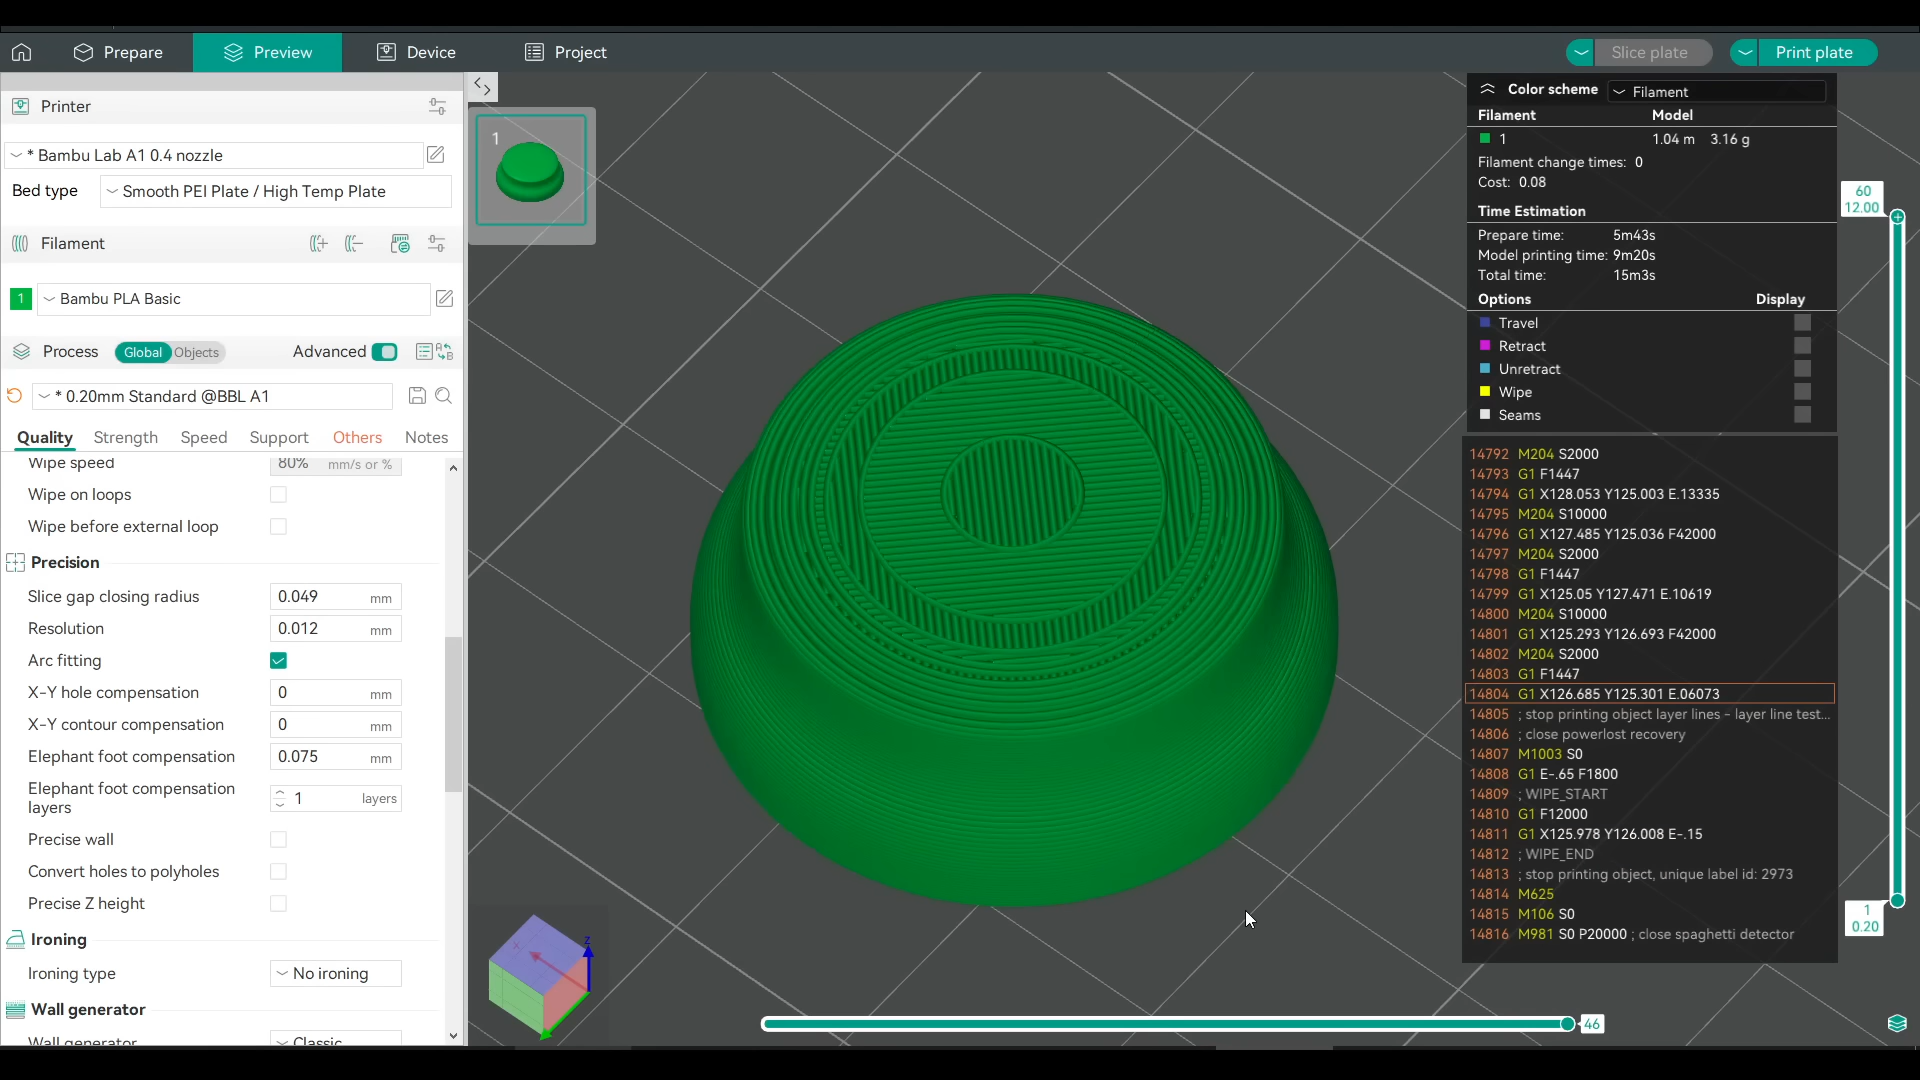 Prepare
Preview
Device
Project
Slice plate
Print plate
Printer
* Bambu Lab A1 0.4 nozzle
Bed type
Smooth PEI Plate / High Temp Plate
Filament
1 Bambu PLA Basic
Process Global Objects Advanced
* 0.20mm Standard @BBL A1
Quality Strength Speed Support Others Notes
Wipe speed 80% mm/s or %
Wipe on loops
Wipe before external loop
Precision
Slice gap closing radius 0.049 mm
Resolution 0.012 mm
Arc fitting
X-Y hole compensation 0 mm
X-Y contour compensation 0 mm
Elephant foot compensation 0.075 mm
Elephant foot compensation layers 1 layers
Precise wall
Convert holes to polyholes
Precise Z height
Ironing
Ironing type No ironing
Wall generator
Wall generator Classic
1
Z
46
Color scheme Filament
Filament Model
1 1.04 m 3.16 g
Filament change times: 0
Cost: 0.08
Time Estimation
Prepare time: 5m43s
Model printing time: 9m20s
Total time: 15m3s
Options Display
Travel
Retract
Unretract
Wipe
Seams
14792 M204 S2000
14793 G1 F1447
14794 G1 X128.053 Y125.003 E.13335
14795 M204 S10000
14796 G1 X127.485 Y125.036 F42000
14797 M204 S2000
14798 G1 F1447
14799 G1 X125.05 Y127.471 E.10619
14800 M204 S10000
14801 G1 X125.293 Y126.693 F42000
14802 M204 S2000
14803 G1 F1447
14804 G1 X126.685 Y125.301 E.06073
14805 ; stop printing object layer lines - layer line test...
14806 ; close powerlost recovery
14807 M1003 S0
14808 G1 E-.65 F1800
14809 ; WIPE_START
14810 G1 F12000
14811 G1 X125.978 Y126.008 E-.15
14812 ; WIPE_END
14813 ; stop printing object, unique label id: 2973
14814 M625
14815 M106 S0
14816 M981 S0 P20000 ; close spaghetti detector
60
12.00
1
0.20